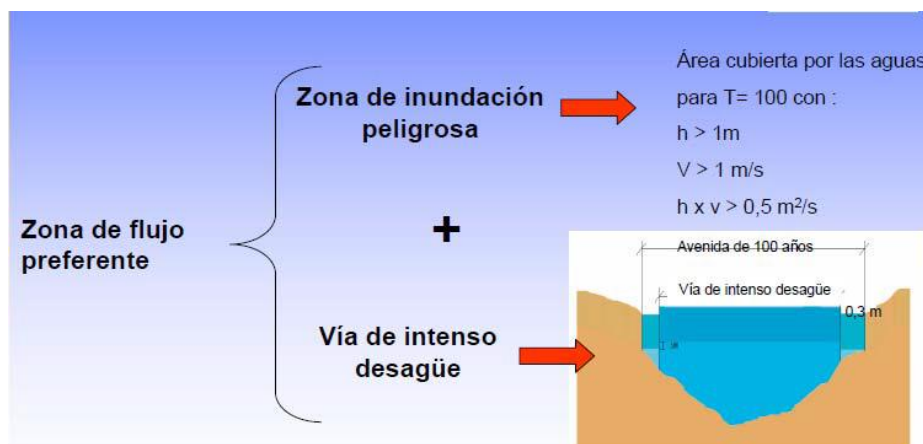 Zona de flujo
preferente
Zona de inundación
peligrosa
+
Vía de intenso
desagüe
Área cubierta por las aguas
para T= 100 con :
h > 1m
V > 1 m/s
h x v > 0,5 m²/s
Avenida de 100 años
Vía de intenso desagüe
0,3 m